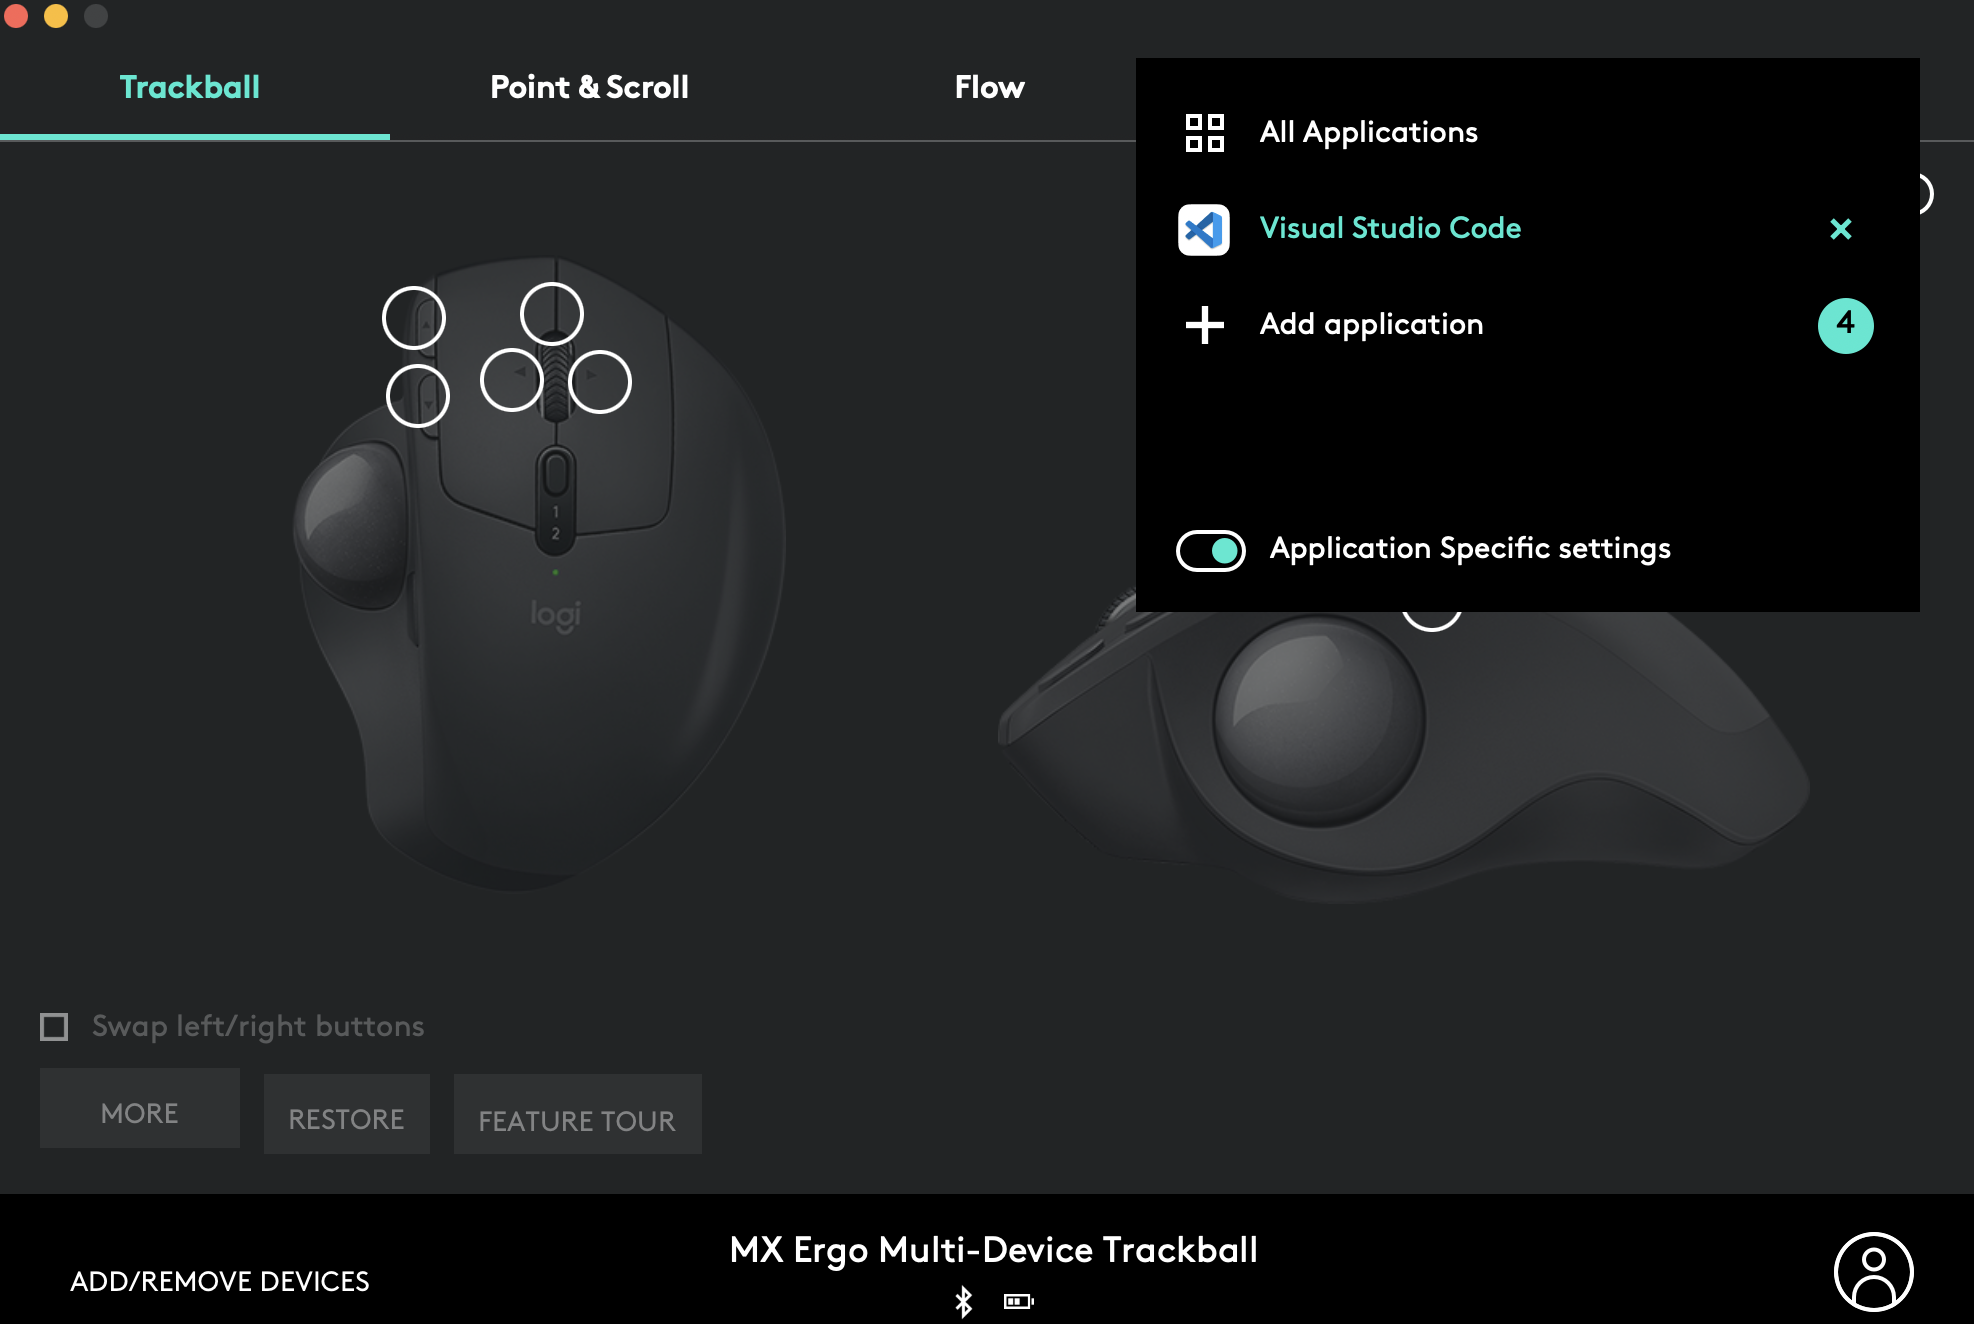 Trackball
Point & Scroll
Flow
All Applications
Visual Studio Code
Add application
4
Application Specific settings
1
2
logi
Swap left/right buttons
MORE
RESTORE
FEATURE TOUR
MX Ergo Multi-Device Trackball
ADD/REMOVE DEVICES